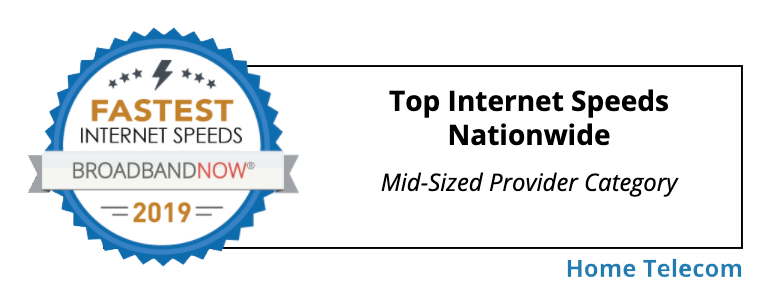 FASTEST
INTERNET SPEEDS
BROADBANDNOW®
2019
Top Internet Speeds
Nationwide
Mid-Sized Provider Category
Home Telecom